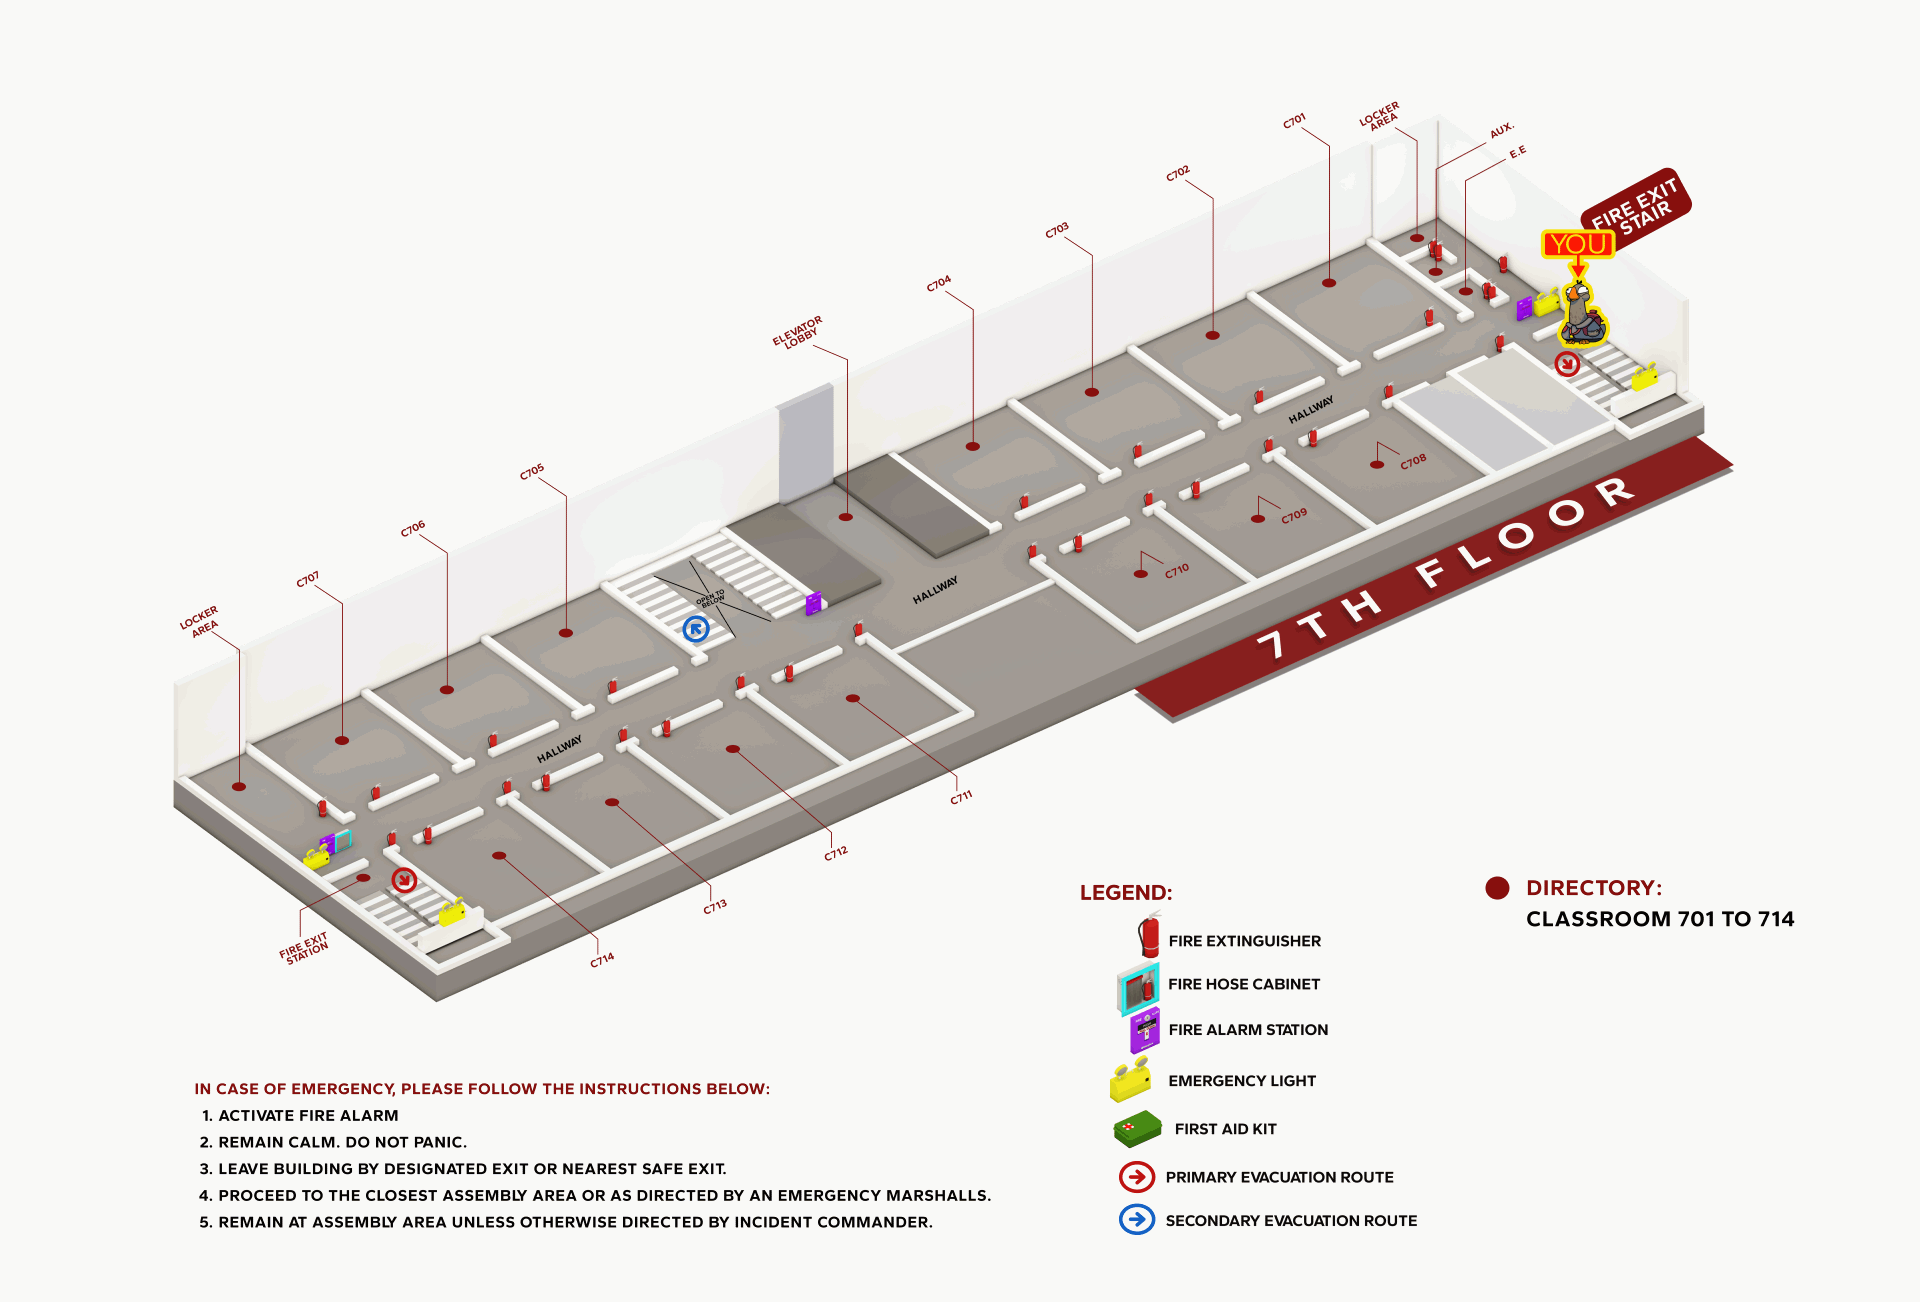 C701
LOCKER
AREA
AUX.
E.E
C702
FIRE EXIT
STAIR
YOU
C703
C704
ELEVATOR
LOBBY
C705
C706
C707
LOCKER
AREA
HALLWAY
C708
C709
C710
OPEN TO
BELOW
HALLWAY
7TH FLOOR
HALLWAY
C711
C712
C713
C714
FIRE EXIT
STATION
LEGEND:
FIRE EXTINGUISHER
FIRE HOSE CABINET
FIRE ALARM STATION
EMERGENCY LIGHT
FIRST AID KIT
PRIMARY EVACUATION ROUTE
SECONDARY EVACUATION ROUTE
DIRECTORY:
CLASSROOM 701 TO 714
IN CASE OF EMERGENCY, PLEASE FOLLOW THE INSTRUCTIONS BELOW:
1. ACTIVATE FIRE ALARM
2. REMAIN CALM. DO NOT PANIC.
3. LEAVE BUILDING BY DESIGNATED EXIT OR NEAREST SAFE EXIT.
4. PROCEED TO THE CLOSEST ASSEMBLY AREA OR AS DIRECTED BY AN EMERGENCY MARSHALLS.
5. REMAIN AT ASSEMBLY AREA UNLESS OTHERWISE DIRECTED BY INCIDENT COMMANDER.